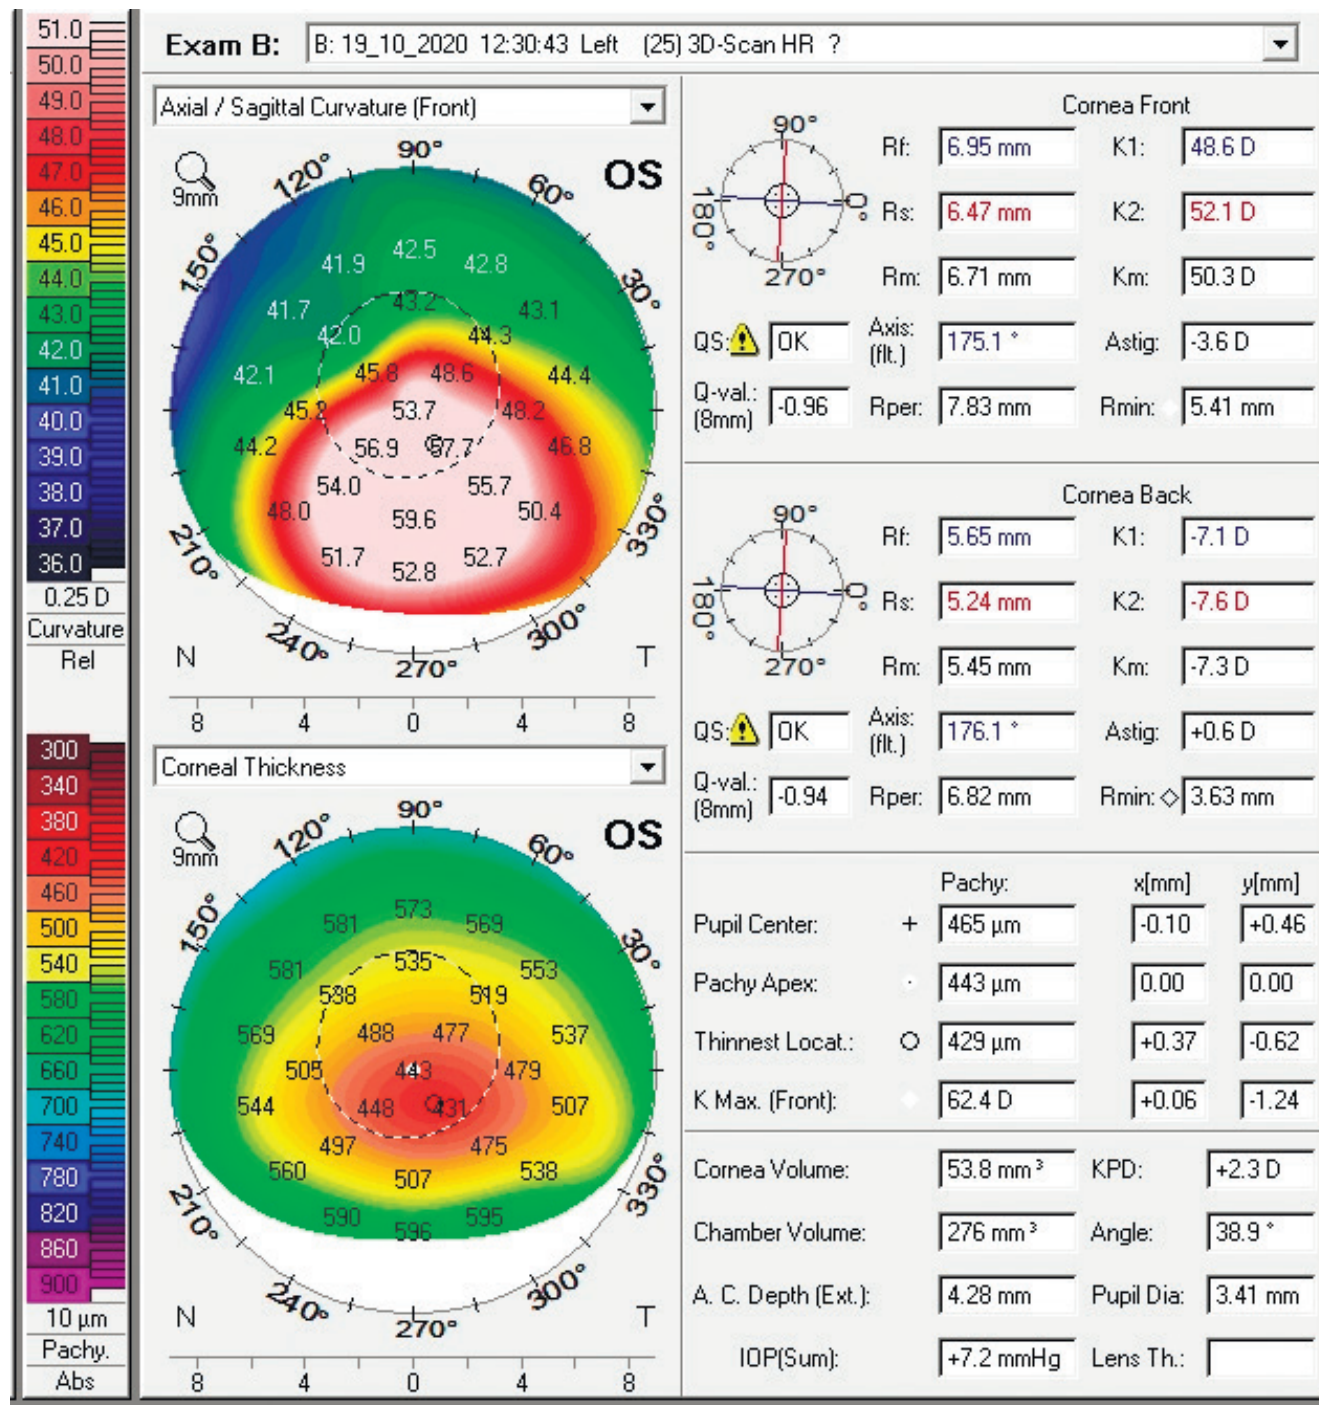 Exam B: B: 19_10_2020 12:30:43 Left (25) 3D-Scan HR ?
51.0
50.0
49.0
48.0
47.0
46.0
45.0
44.0
43.0
42.0
41.0
40.0
39.0
38.0
37.0
36.0
0.25 D
Curvature
Rel
300
340
380
420
460
500
540
580
620
660
700
740
780
820
860
900
10 µm
Pachy.
Abs
Axial / Sagittal Curvature (Front)
9mm
OS
90°
120° 60°
150° 30°
42.5
41.9 42.8
41.7 43.2 43.1
42.0 44.3
42.1 45.8 48.6 44.4
45.2 53.7 48.2
44.2 56.9 57.7 46.8
54.0 55.7
48.0 59.6 50.4
51.7 52.8 52.7
210° 330°
240° 300°
N 270° T
8 4 0 4 8
Corneal Thickness
9mm
OS
90°
120° 60°
150° 30°
573
581 569
581 535 553
538 519
569 488 477 537
505 443 479
544 448 431 507
497 475
560 507 538
590 596 595
210° 330°
240° 300°
N 270° T
8 4 0 4 8
Cornea Front
90°
180° 0°
270°
Rf: 6.95 mm K1: 48.6 D
Rs: 6.47 mm K2: 52.1 D
Rm: 6.71 mm Km: 50.3 D
QS: OK Axis: (flt.) 175.1 ° Astig: -3.6 D
Q-val.: (8mm) -0.96 Rper: 7.83 mm Rmin: 5.41 mm
Cornea Back
90°
180° 0°
270°
Rf: 5.65 mm K1: -7.1 D
Rs: 5.24 mm K2: -7.6 D
Rm: 5.45 mm Km: -7.3 D
QS: OK Axis: (flt.) 176.1 ° Astig: +0.6 D
Q-val.: (8mm) -0.94 Rper: 6.82 mm Rmin: 3.63 mm
Pachy: x[mm] y[mm]
Pupil Center: + 465 µm -0.10 +0.46
Pachy Apex: 443 µm 0.00 0.00
Thinnest Locat.: O 429 µm +0.37 -0.62
K Max. (Front): 62.4 D +0.06 -1.24
Cornea Volume: 53.8 mm³ KPD: +2.3 D
Chamber Volume: 276 mm³ Angle: 38.9 °
A. C. Depth (Ext.): 4.28 mm Pupil Dia: 3.41 mm
IOP(Sum): +7.2 mmHg Lens Th.: